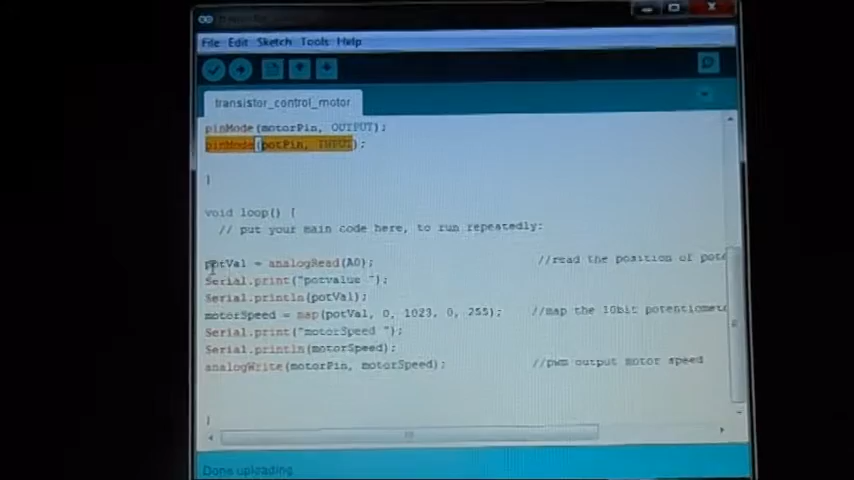 File Edit Sketch Tools Help
transistor_control_motor
pinMode(motorPin, OUTPUT);
pinMode(potPin, INPUT);
}
void loop() {
// put your main code here, to run repeatedly:
potVal = analogRead(A0); //read the position of pote
Serial.print("potvalue ");
Serial.println(potVal);
motorSpeed = map(potVal, 0, 1023, 0, 255); //map the 10bit potentiomete
Serial.print("motorSpeed ");
Serial.println(motorSpeed);
analogWrite(motorPin, motorSpeed); //pwm output motor speed
}
Done uploading